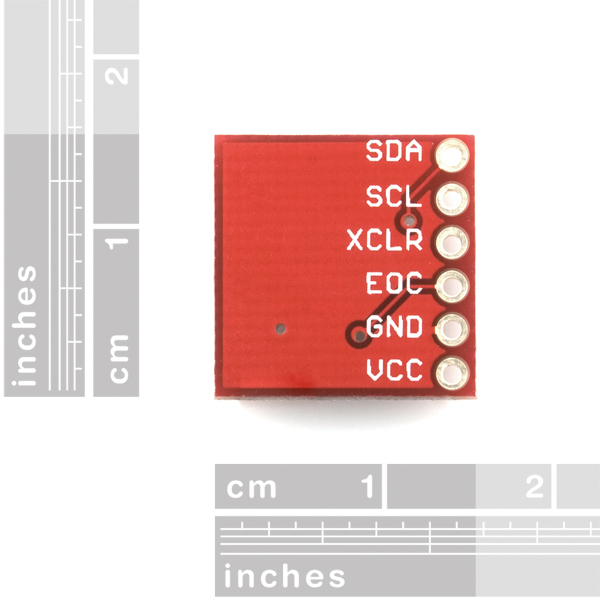 2
1
cm
inches
SDA
SCL
XCLR
EOC
GND
VCC
cm 1 2
inches